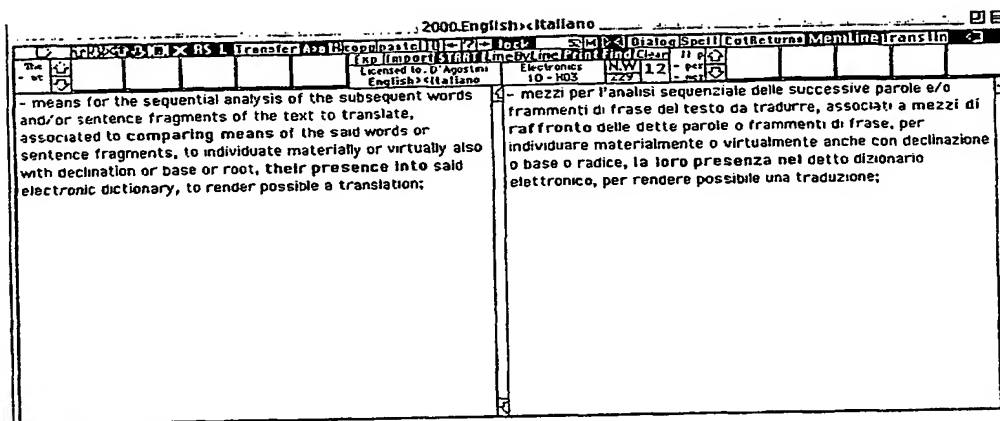 2000.English><Italiano
RS L Transfer copy paste U ? lock Dialog Spell CutReturns MemLine Translin
Exp Import START LineByLine Print Find Clear
The
Licensed to. D'Agostini Electronics N.W 12 - per
English><Italiano 10 - H03 229
- means for the sequential analysis of the subsequent words
and/or sentence fragments of the text to translate,
associated to comparing means of the said words or
sentence fragments, to individuate materially or virtually also
with declination or base or root, their presence into said
electronic dictionary, to render possible a translation;
- mezzi per l'analisi sequenziale delle successive parole e/o
frammenti di frase del testo da tradurre, associati a mezzi di
raffronto delle dette parole o frammenti di frase, per
individuare materialmente o virtualmente anche con declinazione
o base o radice, la loro presenza nel detto dizionario
elettronico, per rendere possibile una traduzione;